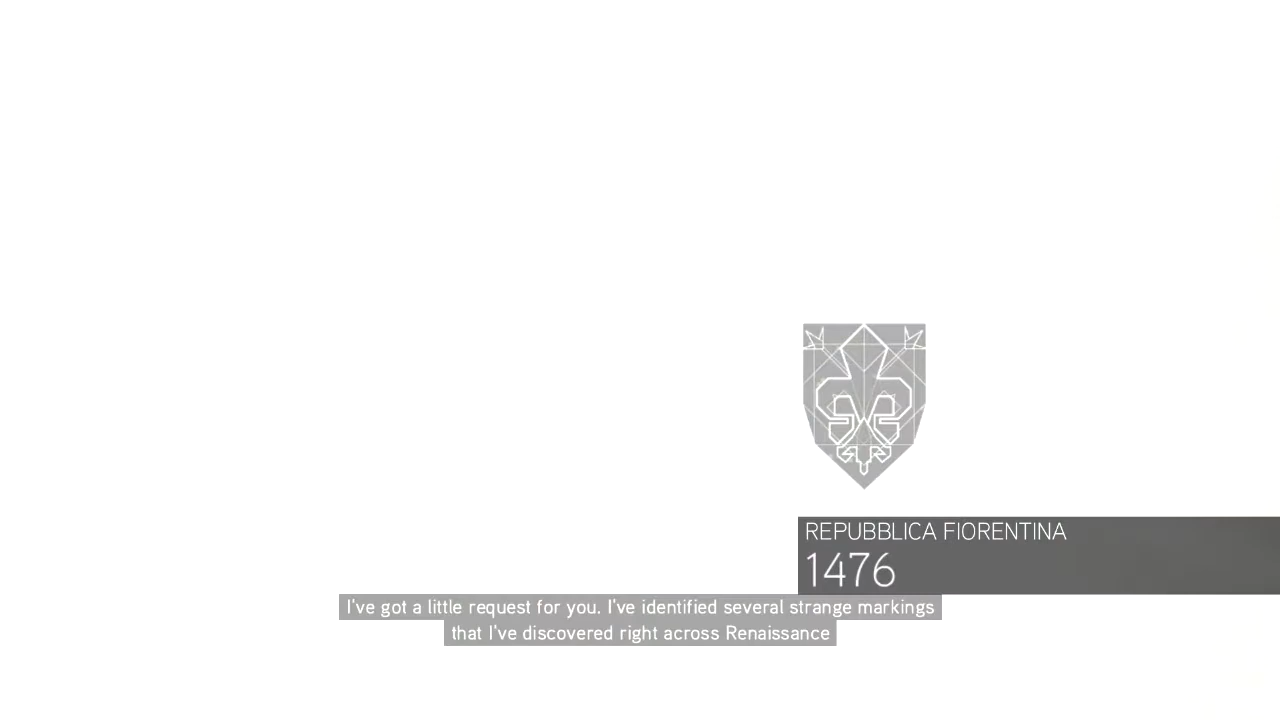 REPUBBLICA FIORENTINA
1476
I've got a little request for you. I've identified several strange markings
that I've discovered right across Renaissance